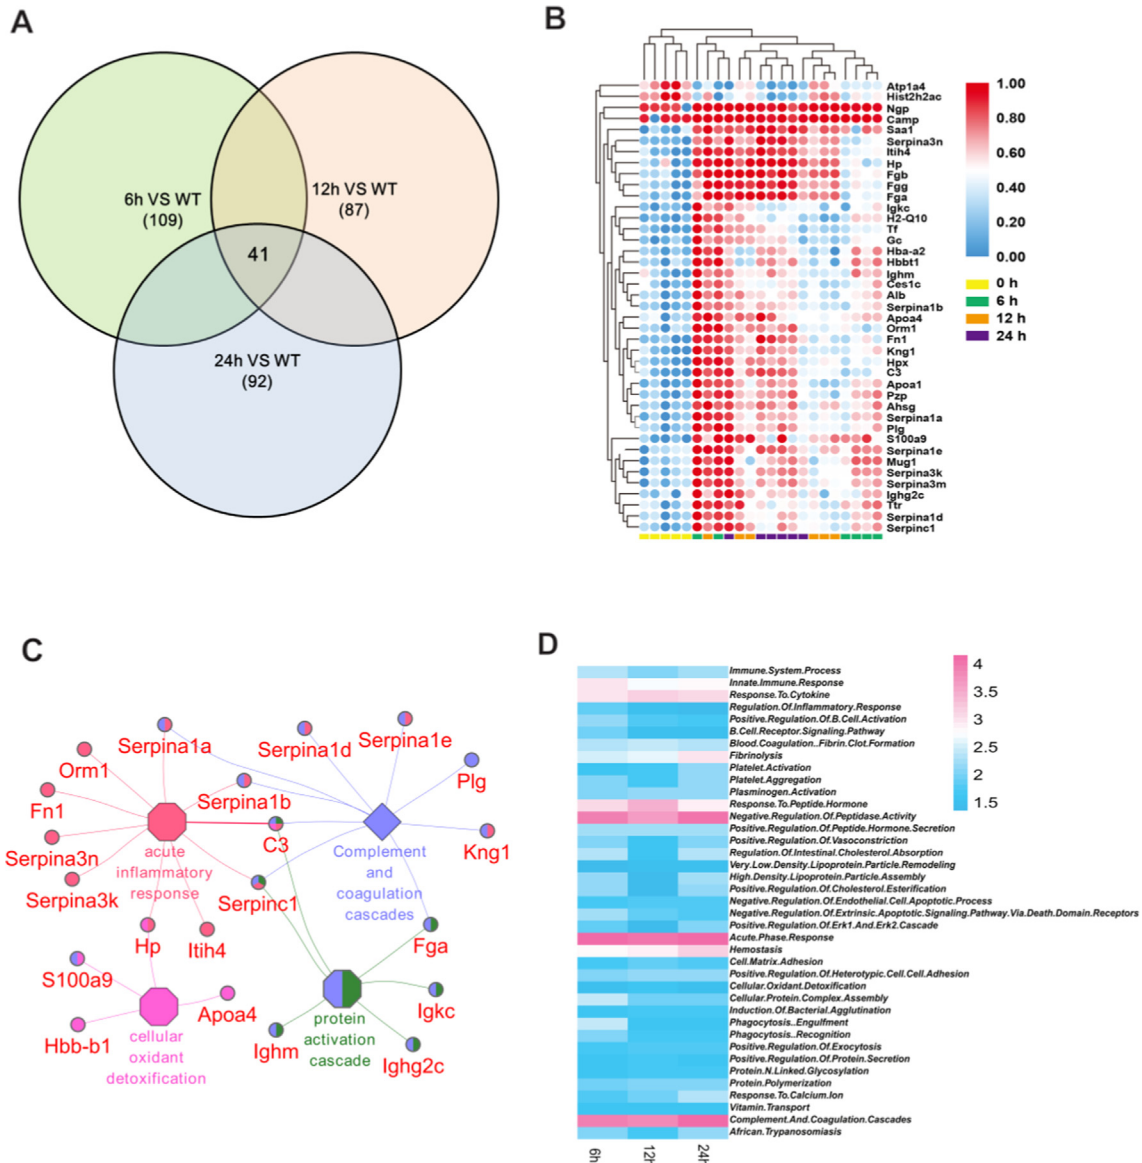 A
6h VS WT
(109)
12h VS WT
(87)
41
24h VS WT
(92)
B
Atp1a4
Hist2h2ac
Ngp
Camp
Saa1
Serpina3n
Itih4
Hp
Fgb
Fgg
Fga
Igkc
H2-Q10
Tf
Gc
Hba-a2
Hbbt1
Ighm
Ces1c
Alb
Serpina1b
Apoa4
Orm1
Fn1
Kng1
Hpx
C3
Apoa1
Pzp
Ahsg
Serpina1a
Plg
S100a9
Serpina1e
Mug1
Serpina3k
Serpina3m
Ighg2c
Ttr
Serpina1d
Serpinc1
1.00
0.80
0.60
0.40
0.20
0.00
0 h
6 h
12 h
24 h
C
Serpina1a
Serpina1d
Serpina1e
Orm1
Plg
Fn1
Serpina1b
C3
Kng1
Serpina3n
acute
inflammatory
response
Complement
and
coagulation
cascades
Serpina3k
Serpinc1
Hp
Itih4
Fga
S100a9
Apoa4
Igkc
Hbb-b1
cellular
oxidant
detoxification
protein
activation
cascade
Ighm
Ighg2c
D
Immune.System.Process
Innate.Immune.Response
Response.To.Cytokine
Regulation.Of.Inflammatory.Response
Positive.Regulation.Of.B.Cell.Activation
B.Cell.Receptor.Signaling.Pathway
Blood.Coagulation..Fibrin.Clot.Formation
Fibrinolysis
Platelet.Activation
Platelet.Aggregation
Plasminogen.Activation
Response.To.Peptide.Hormone
Negative.Regulation.Of.Peptidase.Activity
Positive.Regulation.Of.Peptide.Hormone.Secretion
Positive.Regulation.Of.Vasoconstriction
Regulation.Of.Intestinal.Cholesterol.Absorption
Very.Low.Density.Lipoprotein.Particle.Remodeling
High.Density.Lipoprotein.Particle.Assembly
Positive.Regulation.Of.Cholesterol.Esterification
Negative.Regulation.Of.Endothelial.Cell.Apoptotic.Process
Negative.Regulation.Of.Extrinsic.Apoptotic.Signaling.Pathway.Via.Death.Domain.Receptors
Positive.Regulation.Of.Erk1.And.Erk2.Cascade
Acute.Phase.Response
Hemostasis
Cell.Matrix.Adhesion
Positive.Regulation.Of.Heterotypic.Cell.Cell.Adhesion
Cellular.Oxidant.Detoxification
Cellular.Protein.Complex.Assembly
Induction.Of.Bacterial.Agglutination
Phagocytosis..Engulfment
Phagocytosis..Recognition
Positive.Regulation.Of.Exocytosis
Positive.Regulation.Of.Protein.Secretion
Protein.N.Linked.Glycosylation
Protein.Polymerization
Response.To.Calcium.Ion
Vitamin.Transport
Complement.And.Coagulation.Cascades
African.Trypanosomiasis
6h
12h
24h
4
3.5
3
2.5
2
1.5